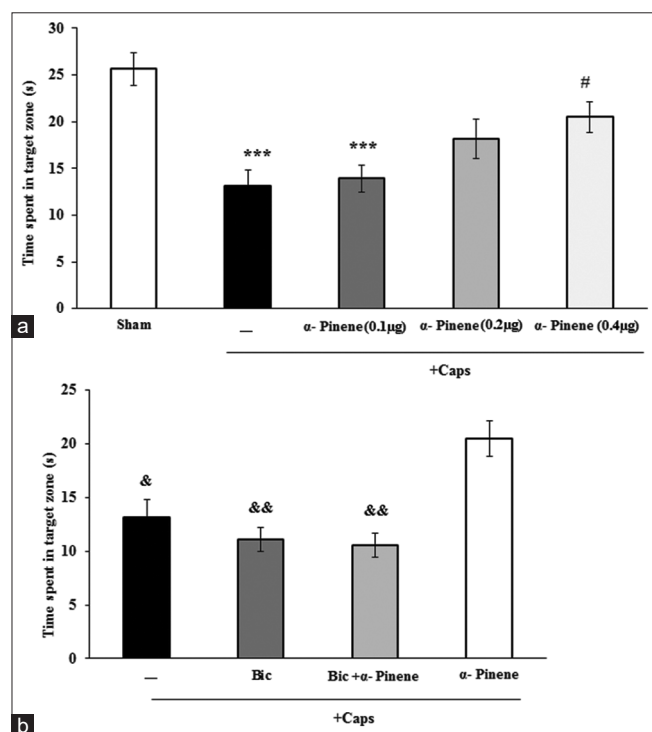 30
25
20
15
10
5
0
Time spent in target zone (s)
***
***
#
Sham
—
α- Pinene (0.1μg)
α- Pinene (0.2μg)
α- Pinene (0.4μg)
+Caps
a
25
20
15
10
5
0
Time spent in target zone (s)
&
&&
&&
—
Bic
Bic +α- Pinene
α- Pinene
+Caps
b